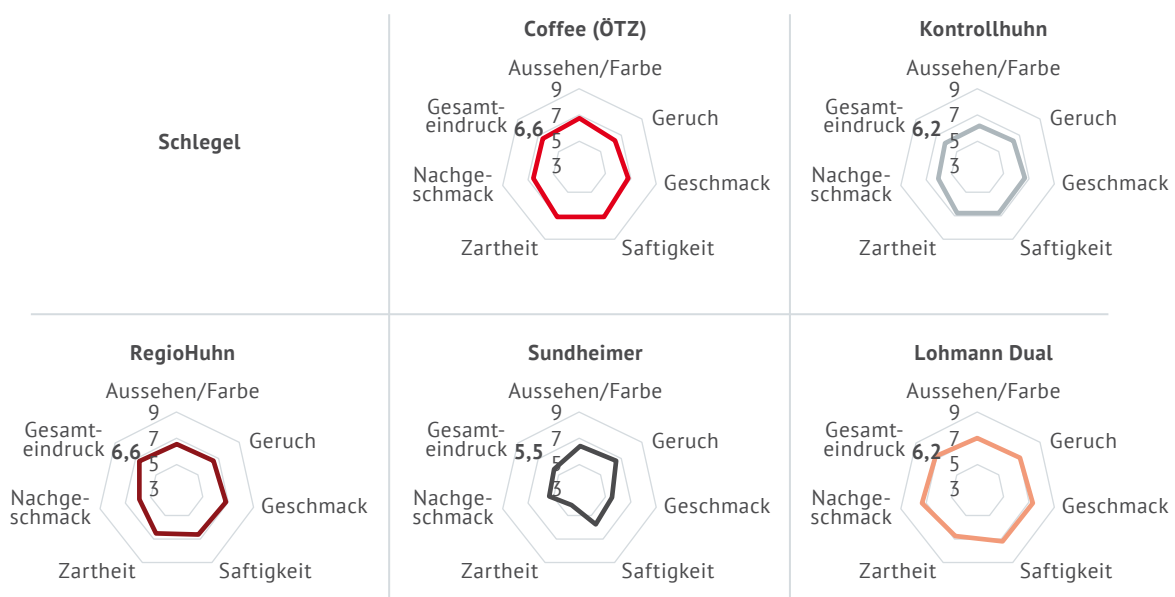 Schlegel
Coffee (ÖTZ)
Aussehen/Farbe
9
7
5
3
Gesamt-
eindruck 6,6
Geruch
Nachge-
schmack
Geschmack
Zartheit
Saftigkeit
Kontrollhuhn
Aussehen/Farbe
9
7
5
3
Gesamt-
eindruck 6,2
Geruch
Nachge-
schmack
Geschmack
Zartheit
Saftigkeit
RegioHuhn
Aussehen/Farbe
9
7
5
3
Gesamt-
eindruck 6,6
Geruch
Nachge-
schmack
Geschmack
Zartheit
Saftigkeit
Sundheimer
Aussehen/Farbe
9
7
5
3
Gesamt-
eindruck 5,5
Geruch
Nachge-
schmack
Geschmack
Zartheit
Saftigkeit
Lohmann Dual
Aussehen/Farbe
9
7
5
3
Gesamt-
eindruck 6,2
Geruch
Nachge-
schmack
Geschmack
Zartheit
Saftigkeit